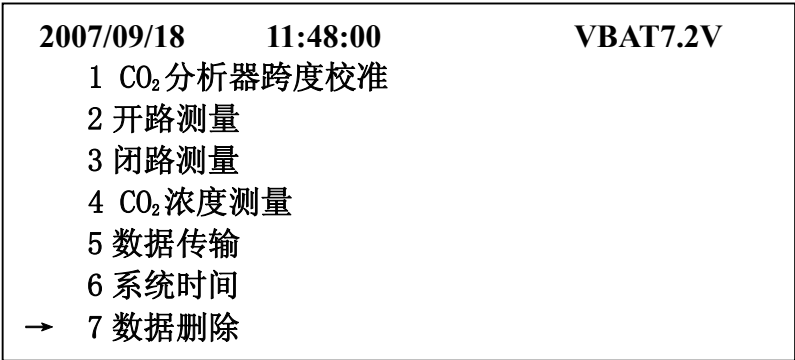 2007/09/18 11:48:00 VBAT7.2V
1 CO₂分析器跨度校准
2 开路测量
3 闭路测量
4 CO₂浓度测量
5 数据传输
6 系统时间
→ 7 数据删除